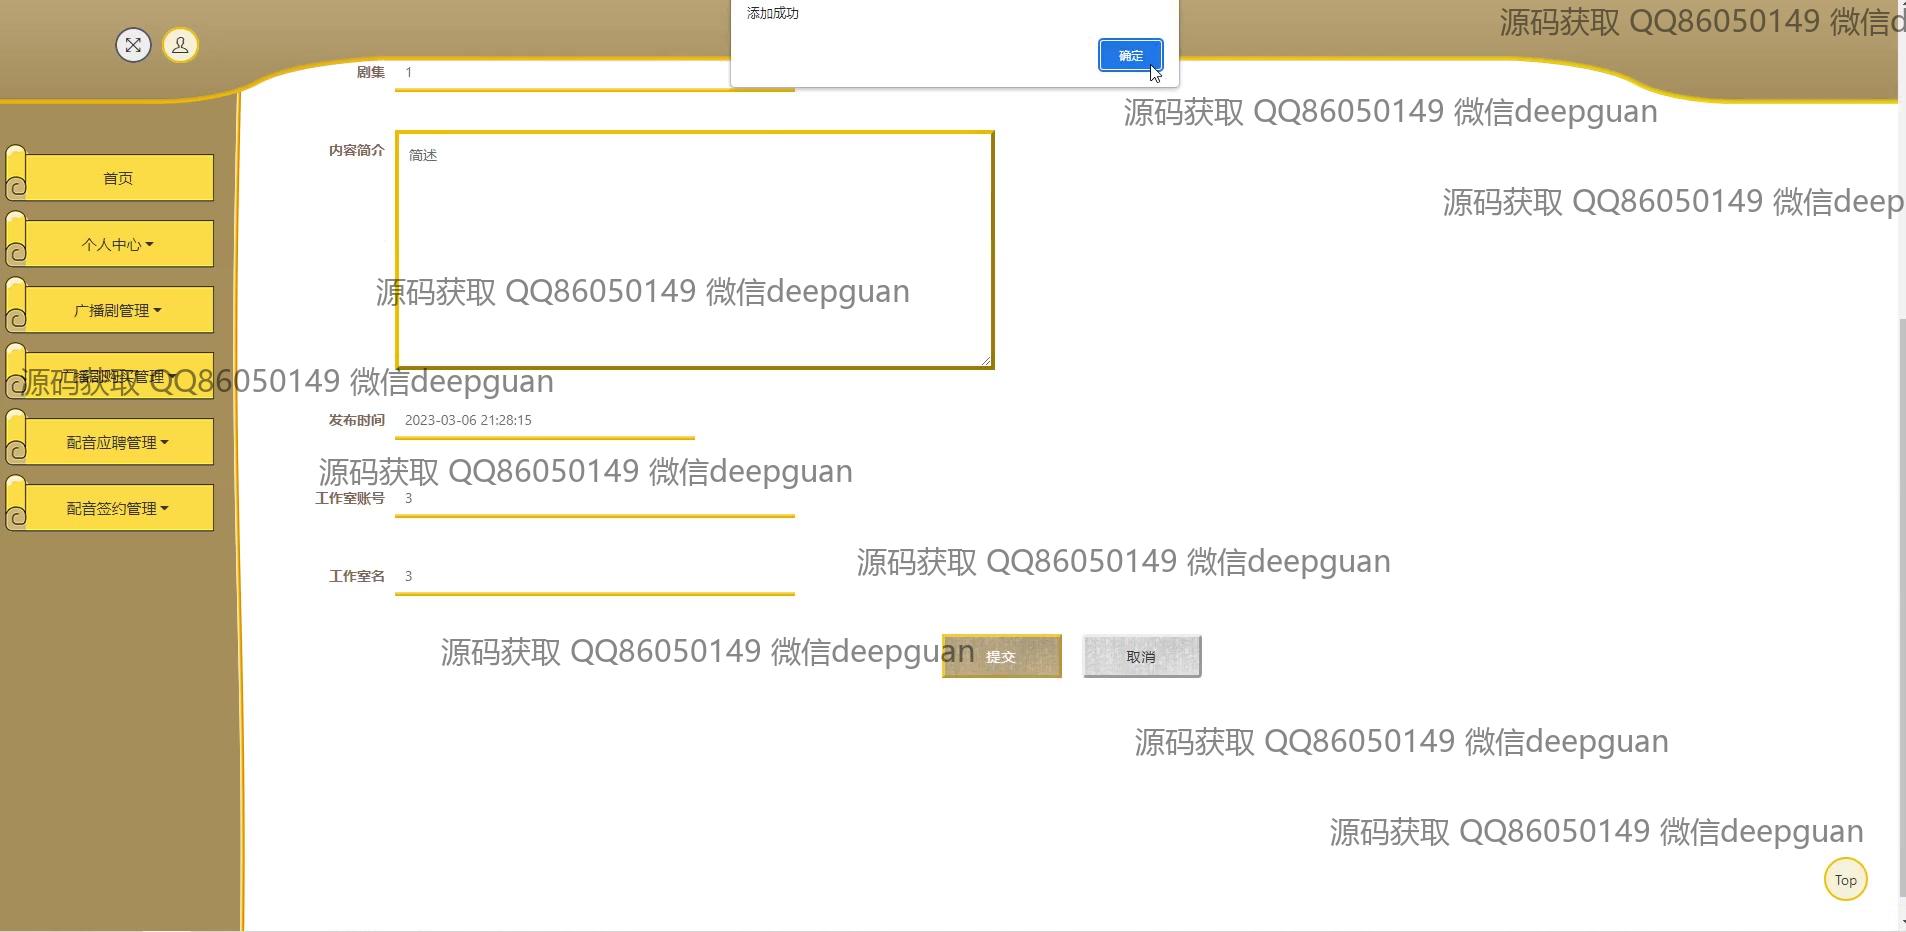 添加成功
源码获取 QQ86050149 微信d
确定
剧集 1
源码获取 QQ86050149 微信deepguan
内容简介 简述
首页
源码获取 QQ86050149 微信deep
个人中心
源码获取 QQ86050149 微信deepguan
广播剧管理
广播剧购买管理
源码获取 QQ86050149 微信deepguan
发布时间 2023-03-06 21:28:15
配音应聘管理
源码获取 QQ86050149 微信deepguan
工作室账号 3
配音签约管理
源码获取 QQ86050149 微信deepguan
工作室名 3
源码获取 QQ86050149 微信deepguan
提交 取消
源码获取 QQ86050149 微信deepguan
源码获取 QQ86050149 微信deepguan
Top